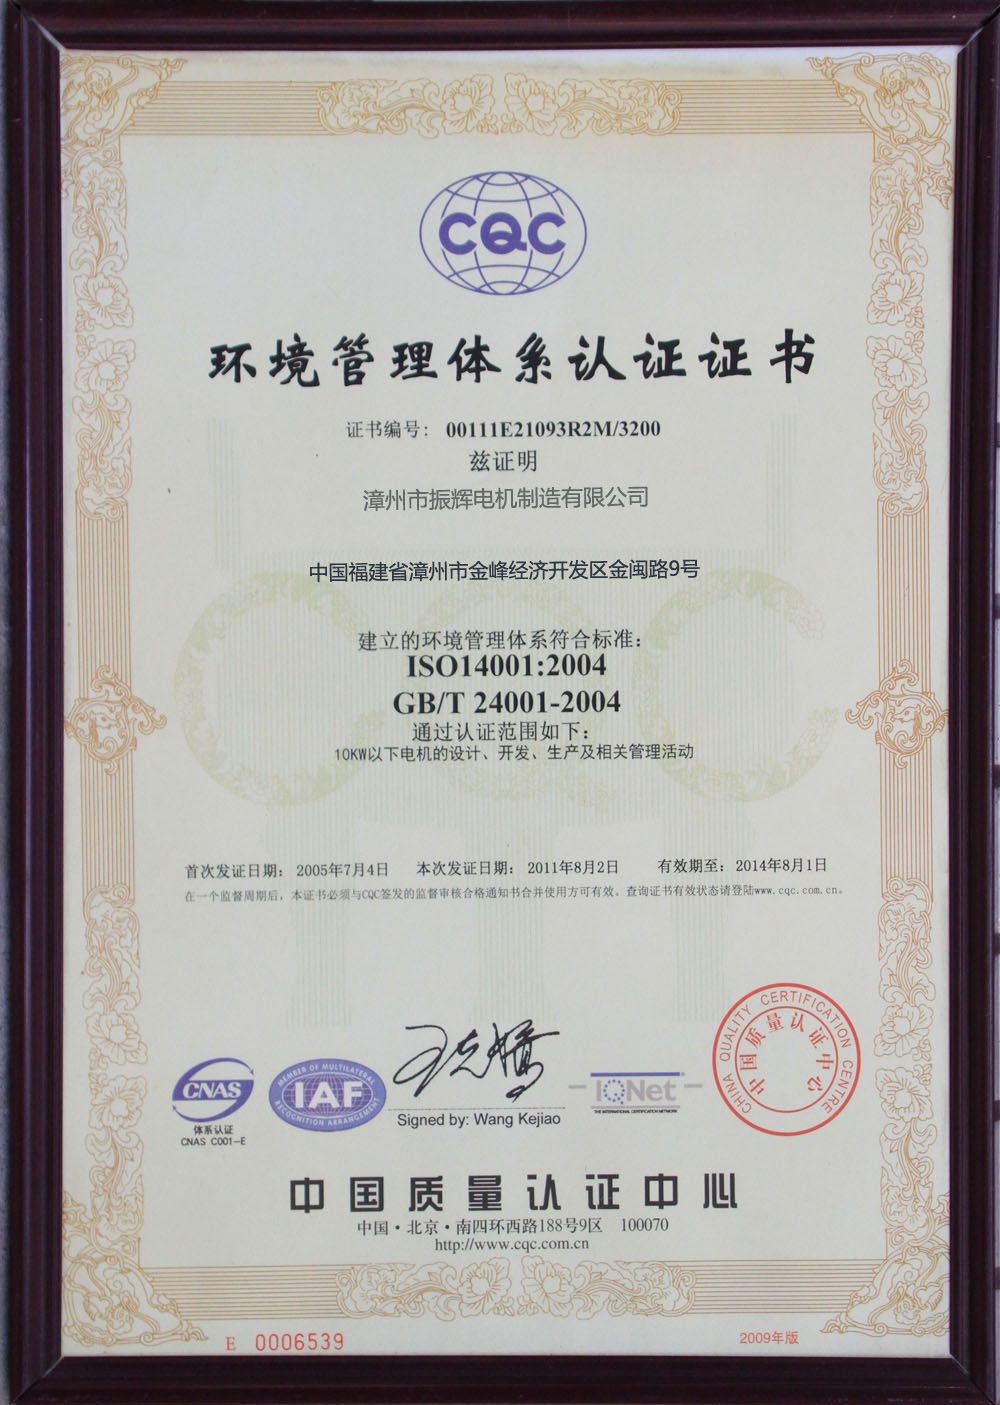 CQC
环境管理体系认证证书
证书编号： 00111E21093R2M/3200
兹证明
漳州市振辉电机制造有限公司
中国福建省漳州市金峰经济开发区金闽路9号
建立的环境管理体系符合标准：
ISO14001:2004
GB/T 24001-2004
通过认证范围如下：
10KW以下电机的设计、开发、生产及相关管理活动
首次发证日期： 2005年7月4日 本次发证日期： 2011年8月2日 有效期至： 2014年8月1日
在一个监督周期后，本证书必须与CQC签发的监督审核合格通知书合并使用方可有效。查询证书有效状态请登陆www.cqc.com.cn。
CNAS
体系认证
CNAS C001-E
MEMBER OF MULTILATERAL
IAF
RECOGNITION ARRANGEMENT
Signed by: Wang Kejiao
IQNet
THE INTERNATIONAL CERTIFICATION NETWORK
CHINA QUALITY CERTIFICATION CENTRE
中国质量认证中心
中国质量认证中心
中国·北京·南四环西路188号9区 100070
http://www.cqc.com.cn
E 0006539
2009年版